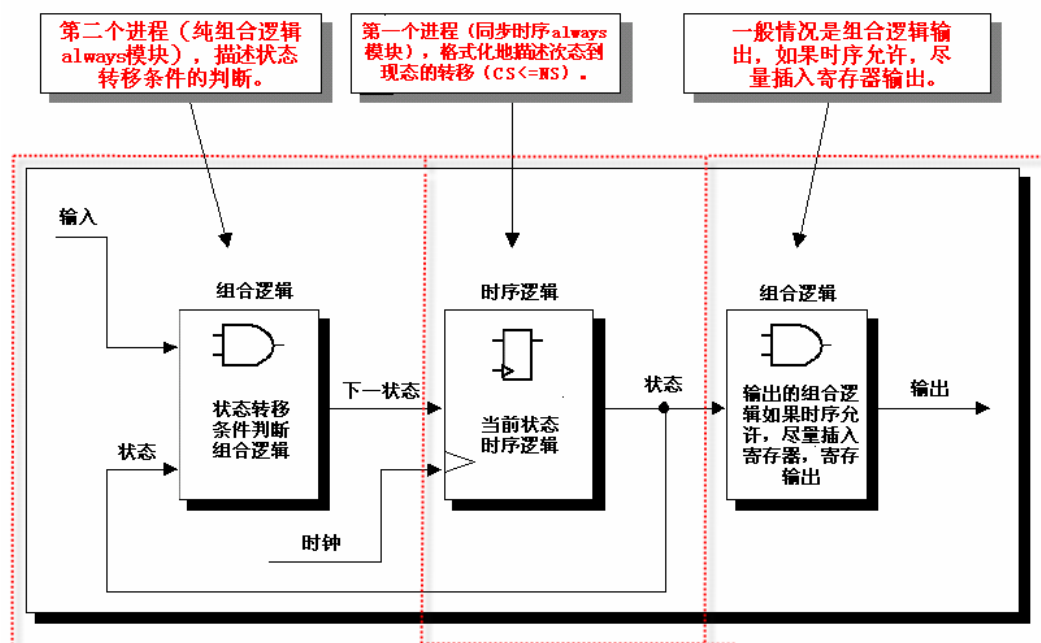 第二个进程（纯组合逻辑
always模块），描述状态
转移条件的判断。
第一个进程（同步时序always
模块），格式化地描述次态到
现态的转移（CS<=NS）.
一般情况是组合逻辑输
出，如果时序允许，尽
量插入寄存器输出。
输入
组合逻辑
状态转移
条件判断
组合逻辑
状态
下一状态
时钟
时序逻辑
当前状态
时序逻辑
状态
组合逻辑
输出的组合逻
辑如果时序允
许，尽量插入
寄存器，寄存
输出
输出